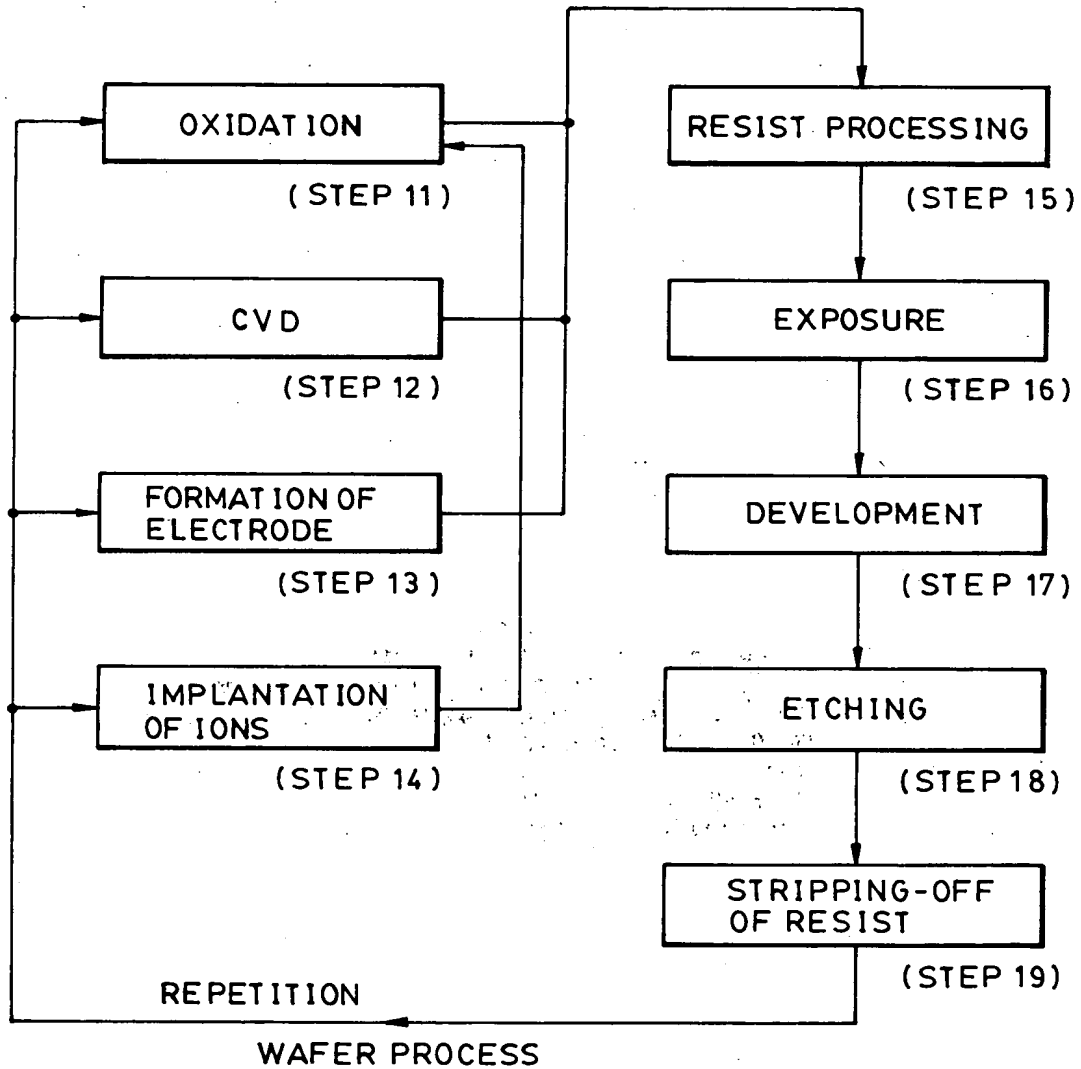 OXIDATION
(STEP 11)
CVD
(STEP 12)
FORMATION OF
ELECTRODE
(STEP 13)
IMPLANTATION
OF IONS
(STEP 14)
RESIST PROCESSING
(STEP 15)
EXPOSURE
(STEP 16)
DEVELOPMENT
(STEP 17)
ETCHING
(STEP 18)
STRIPPING-OFF
OF RESIST
(STEP 19)
REPETITION
WAFER PROCESS